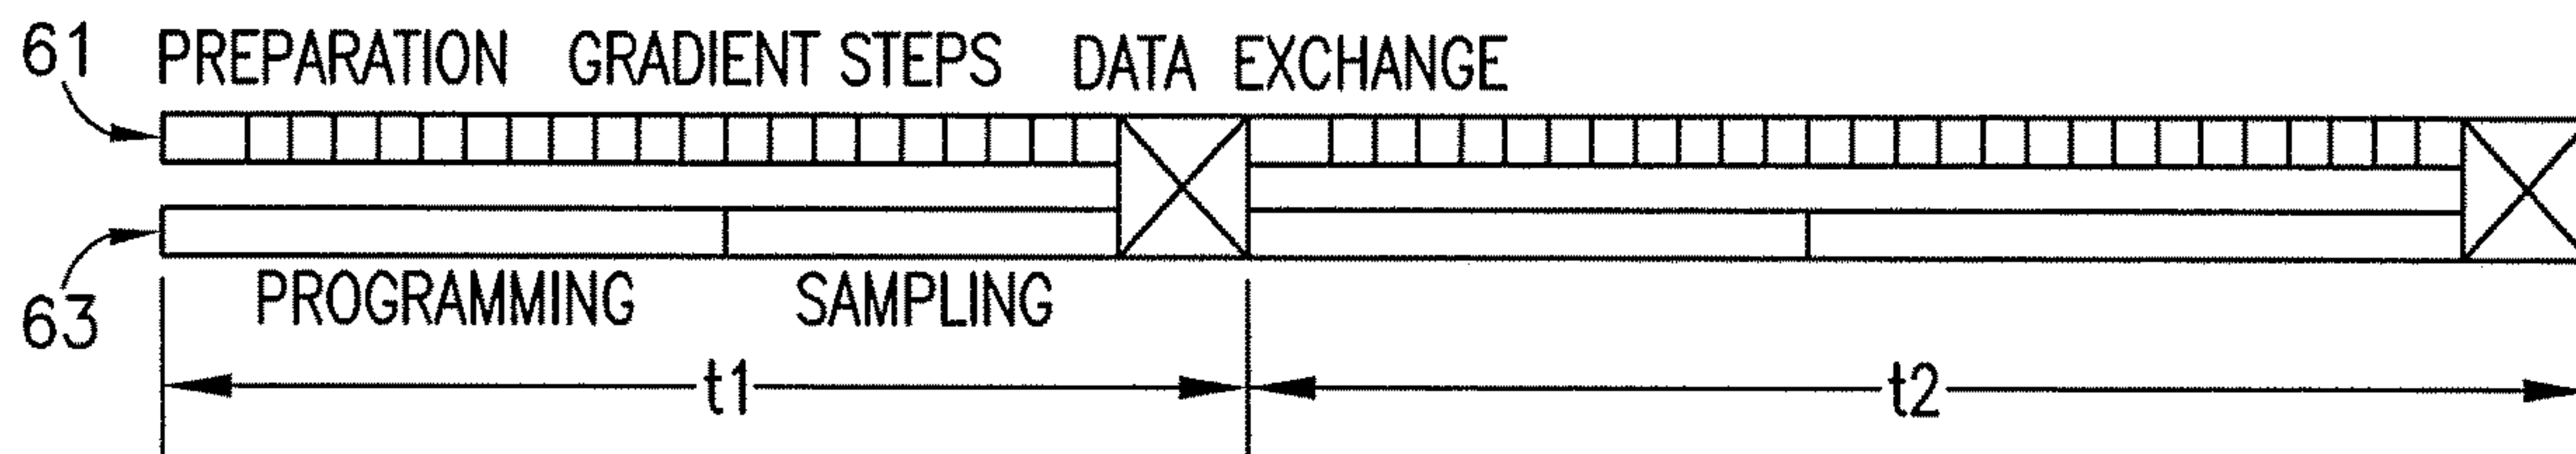 61 PREPARATION GRADIENT STEPS DATA EXCHANGE
63 PROGRAMMING SAMPLING
t1 t2